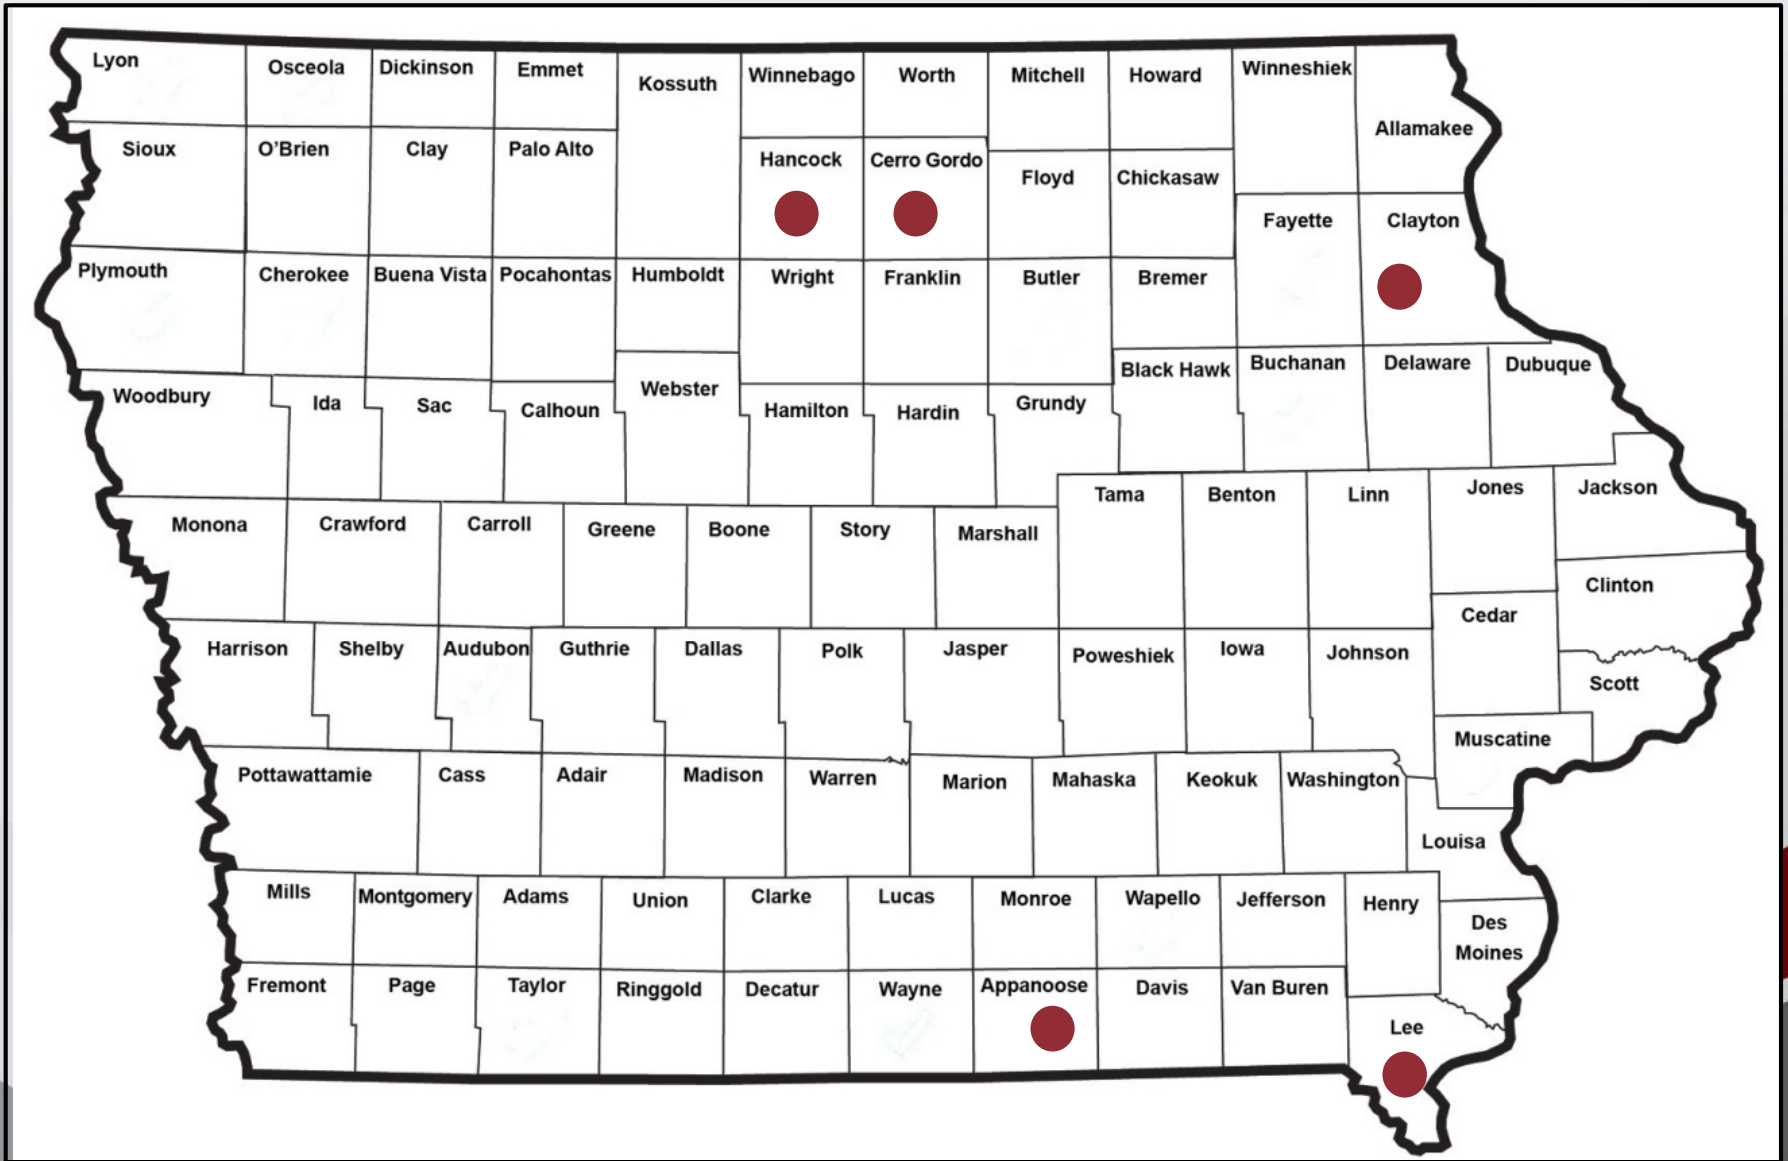 Lyon
Osceola
Dickinson
Emmet
Kossuth
Winnebago
Worth
Mitchell
Howard
Winneshiek
Allamakee
Sioux
O’Brien
Clay
Palo Alto
Hancock
Cerro Gordo
Floyd
Chickasaw
Fayette
Clayton
Plymouth
Cherokee
Buena Vista
Pocahontas
Humboldt
Wright
Franklin
Butler
Bremer
Black Hawk
Buchanan
Delaware
Dubuque
Woodbury
Ida
Sac
Calhoun
Webster
Hamilton
Hardin
Grundy
Tama
Benton
Linn
Jones
Jackson
Monona
Crawford
Carroll
Greene
Boone
Story
Marshall
Clinton
Cedar
Harrison
Shelby
Audubon
Guthrie
Dallas
Polk
Jasper
Poweshiek
Iowa
Johnson
Scott
Muscatine
Pottawattamie
Cass
Adair
Madison
Warren
Marion
Mahaska
Keokuk
Washington
Louisa
Mills
Montgomery
Adams
Union
Clarke
Lucas
Monroe
Wapello
Jefferson
Henry
Des
Moines
Fremont
Page
Taylor
Ringgold
Decatur
Wayne
Appanoose
Davis
Van Buren
Lee